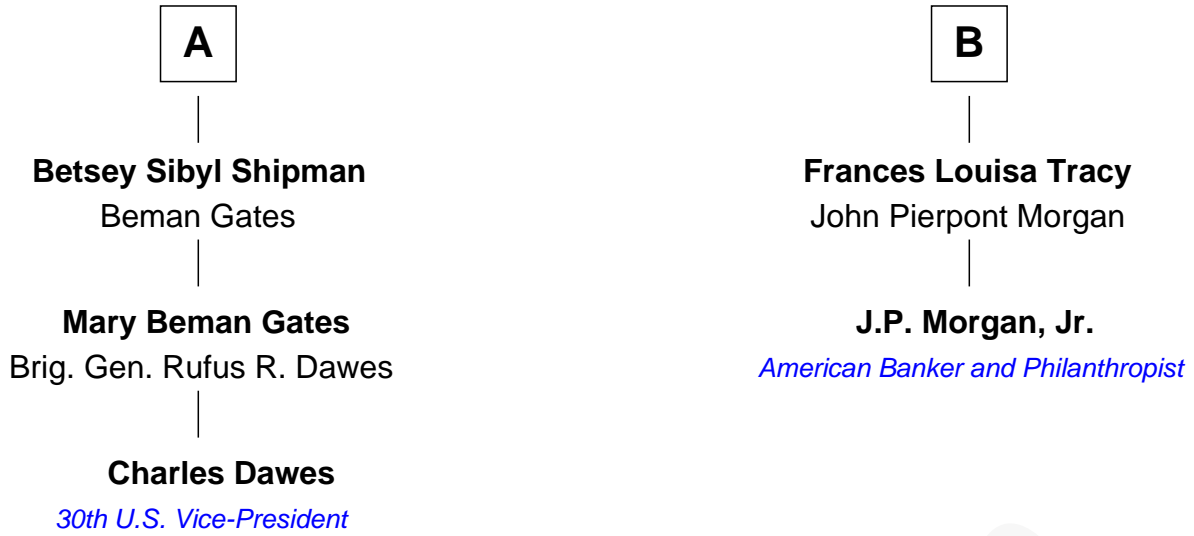 A
Betsey Sibyl Shipman
Beman Gates
Mary Beman Gates
Brig. Gen. Rufus R. Dawes
Charles Dawes
30th U.S. Vice-President
B
Frances Louisa Tracy
John Pierpont Morgan
J.P. Morgan, Jr.
American Banker and Philanthropist